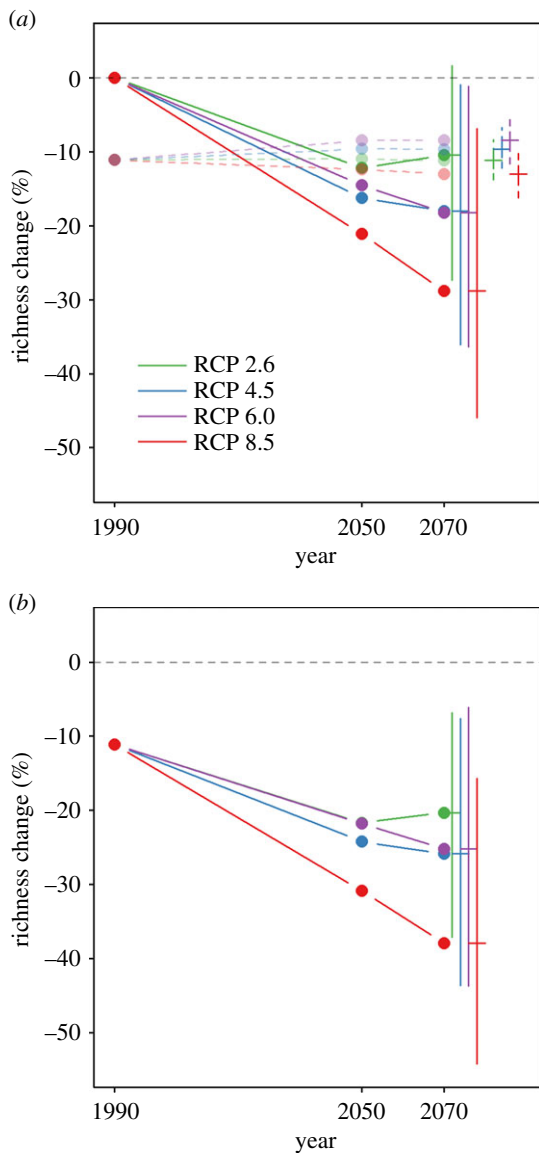 (a)
0
–10
–20
–30
–40
–50
richness change (%)
RCP 2.6
RCP 4.5
RCP 6.0
RCP 8.5
1990
2050
2070
year
(b)
0
–10
–20
–30
–40
–50
richness change (%)
1990
2050
2070
year